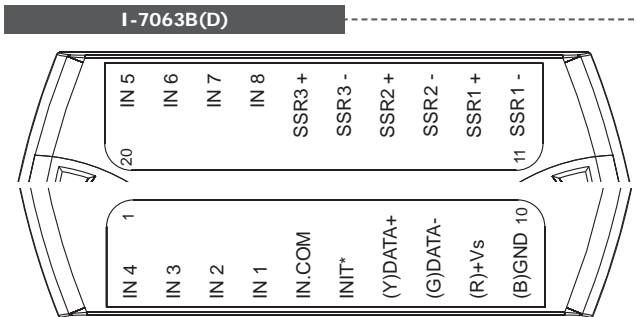 I-7063B(D)
IN 5
IN 6
IN 7
IN 8
SSR3 +
SSR3 -
SSR2 +
SSR2 -
SSR1 +
SSR1 -
20
11
1
10
IN 4
IN 3
IN 2
IN 1
IN.COM
INIT*
(Y)DATA+
(G)DATA-
(R)+Vs
(B)GND